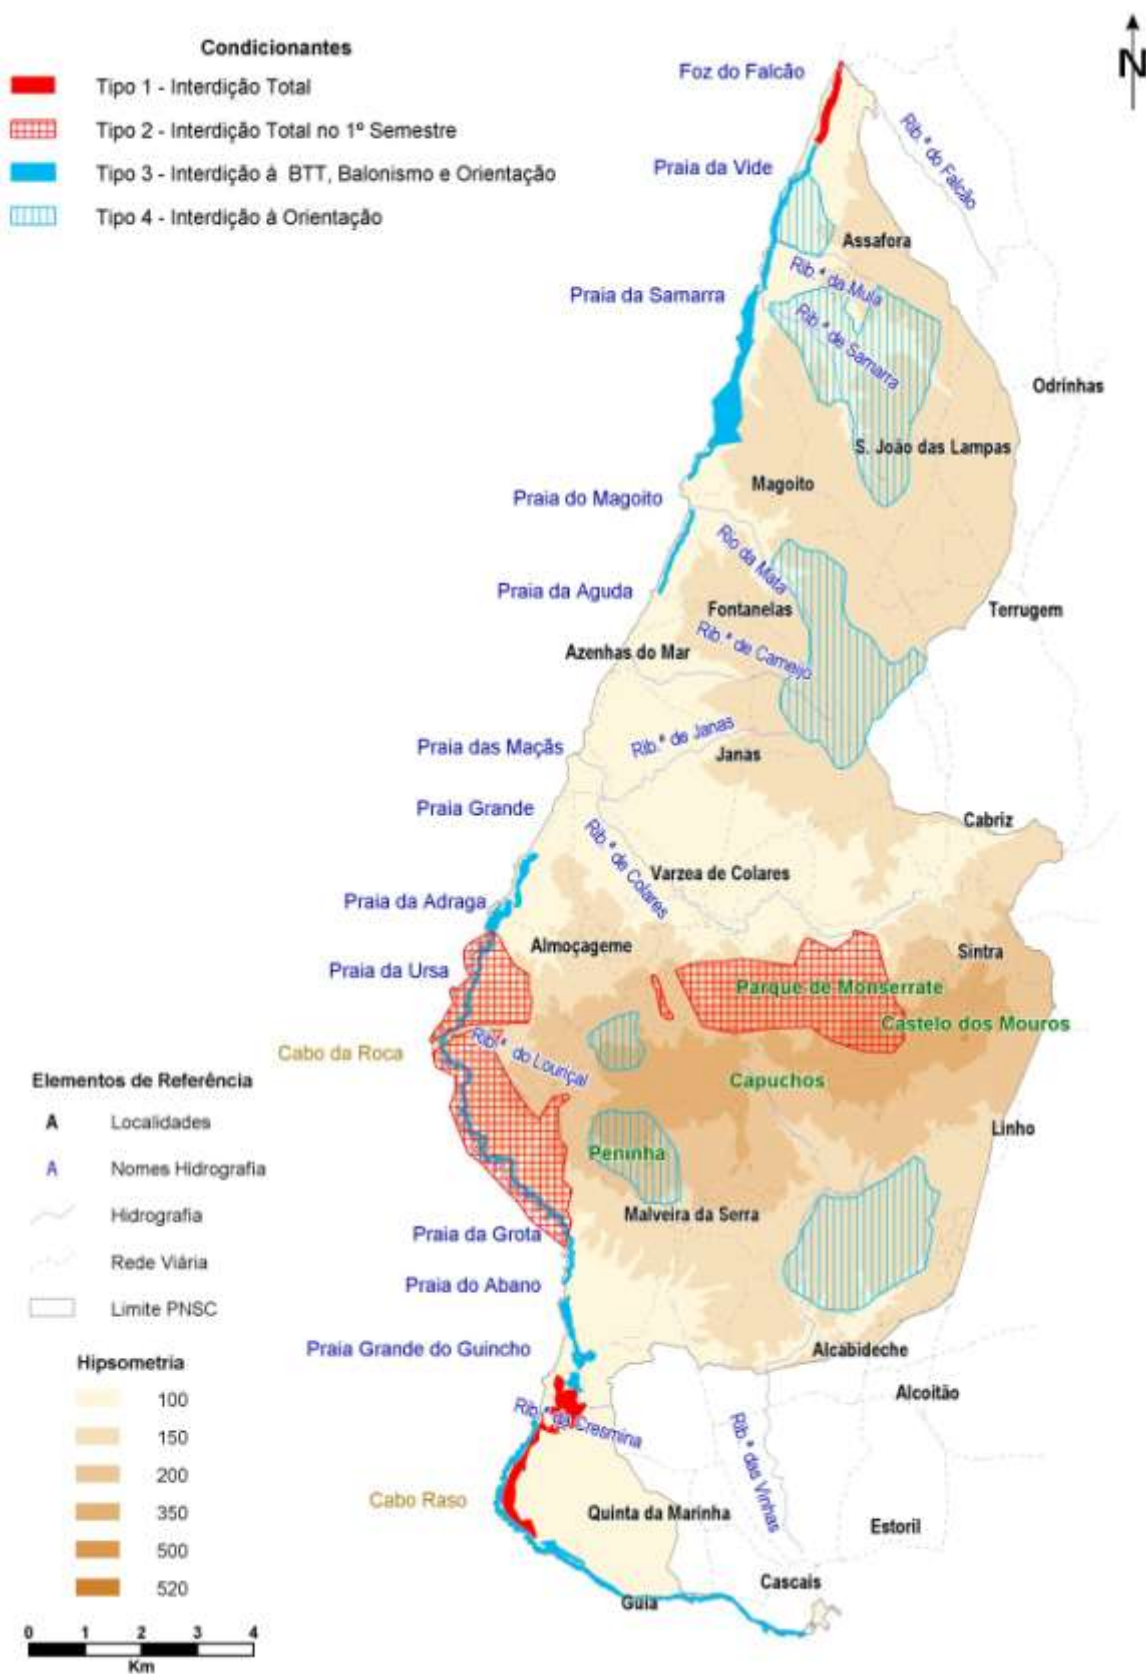 N
Condicionantes
Tipo 1 - Interdição Total
Tipo 2 - Interdição Total no 1º Semestre
Tipo 3 - Interdição á BTT, Balonismo e Orientação
Tipo 4 - Interdição á Orientação
Foz do Falcão
Rib.ª do Falcão
Praia da Vide
Assafora
Rib.ª da Mula
Praia da Samarra
Rib.ª de Samarra
Odrinhas
S. João das Lampas
Magoito
Praia do Magoito
Rio da Mata
Praia da Aguda
Fontanelas
Terrugem
Rib.ª de Cameijo
Azenhas do Mar
Rib.ª de Janas
Praia das Maçãs
Janas
Praia Grande
Cabriz
Rib.ª de Colares
Varzea de Colares
Praia da Adraga
Almoçageme
Sintra
Praia da Ursa
Parque de Monserrate
Castelo dos Mouros
Cabo da Roca
Rib.ª do Louriçal
Capuchos
Linho
Peninha
Malveira da Serra
Praia da Grota
Praia do Abano
Praia Grande do Guincho
Alcabideche
Alcoitão
Rib.ª da Cresmina
Rib.ª das Vinhas
Cabo Raso
Quinta da Marinha
Estoril
Cascais
Guia
Elementos de Referência
A Localidades
A Nomes Hidrografia
Hidrografia
Rede Viária
Limite PNSC
Hipsometria
100
150
200
350
500
520
0 1 2 3 4
Km